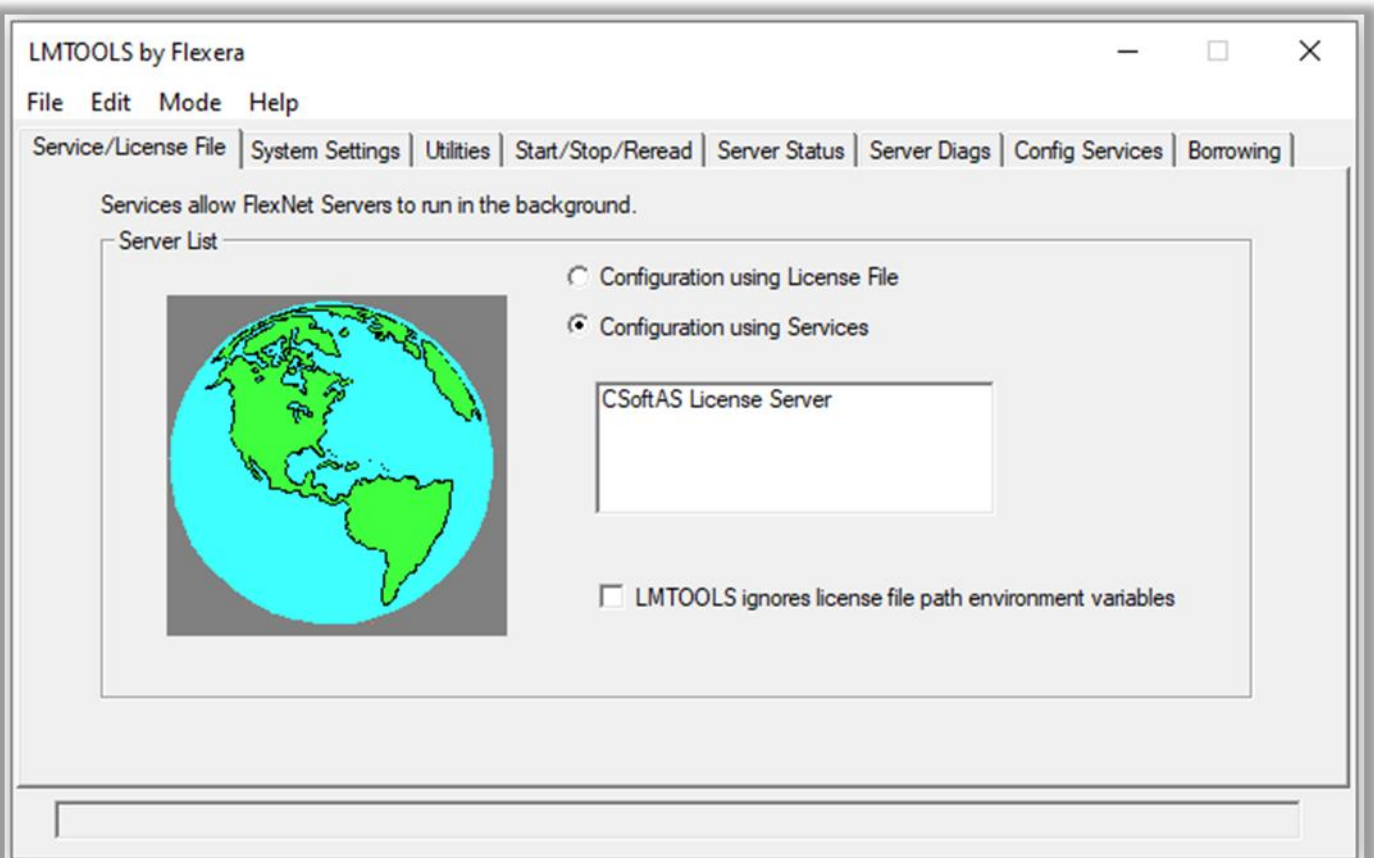 LMTOOLS by Flexera
File Edit Mode Help
Service/License File System Settings Utilities Start/Stop/Reread Server Status Server Diags Config Services Borrowing
Services allow FlexNet Servers to run in the background.
Server List
Configuration using License File
Configuration using Services
CSoftAS License Server
LMTOOLS ignores license file path environment variables